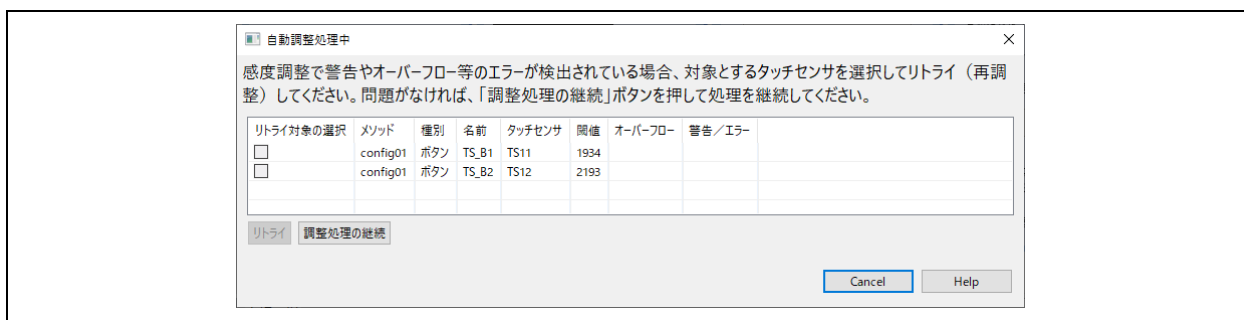 自動調整処理中
感度調整で警告やオーバーフロー等のエラーが検出されている場合、対象とするタッチセンサを選択してリトライ（再調
整）してください。問題がなければ、「調整処理の継続」ボタンを押して処理を継続してください。
リトライ対象の選択 メソッド 種別 名前 タッチセンサ 閾値 オーバーフロー 警告／エラー
config01 ボタン TS_B1 TS11 1934
config01 ボタン TS_B2 TS12 2193
リトライ 調整処理の継続
Cancel Help